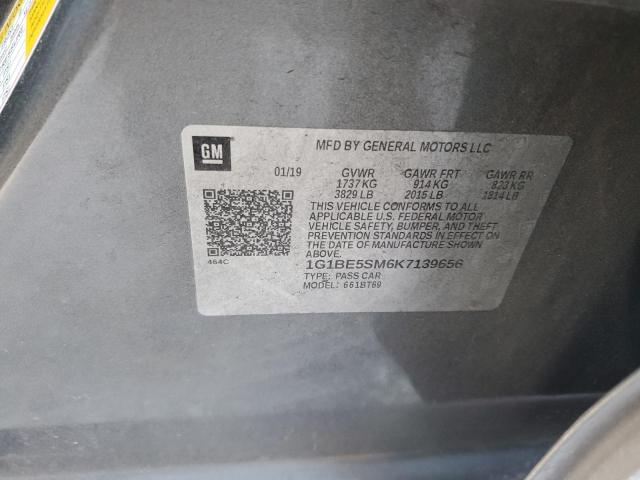 GM
MFD BY GENERAL MOTORS LLC
01/19 GVWR GAWR FRT GAWR RR
1737 KG 914 KG 823 KG
3829 LB 2015 LB 1814 LB
THIS VEHICLE CONFORMS TO ALL
APPLICABLE U.S. FEDERAL MOTOR
VEHICLE SAFETY, BUMPER, AND THEFT
PREVENTION STANDARDS IN EFFECT ON
THE DATE OF MANUFACTURE SHOWN
ABOVE.
464C
1G1BE5SM6K7139656
TYPE: PASS CAR
MODEL: 661BT69